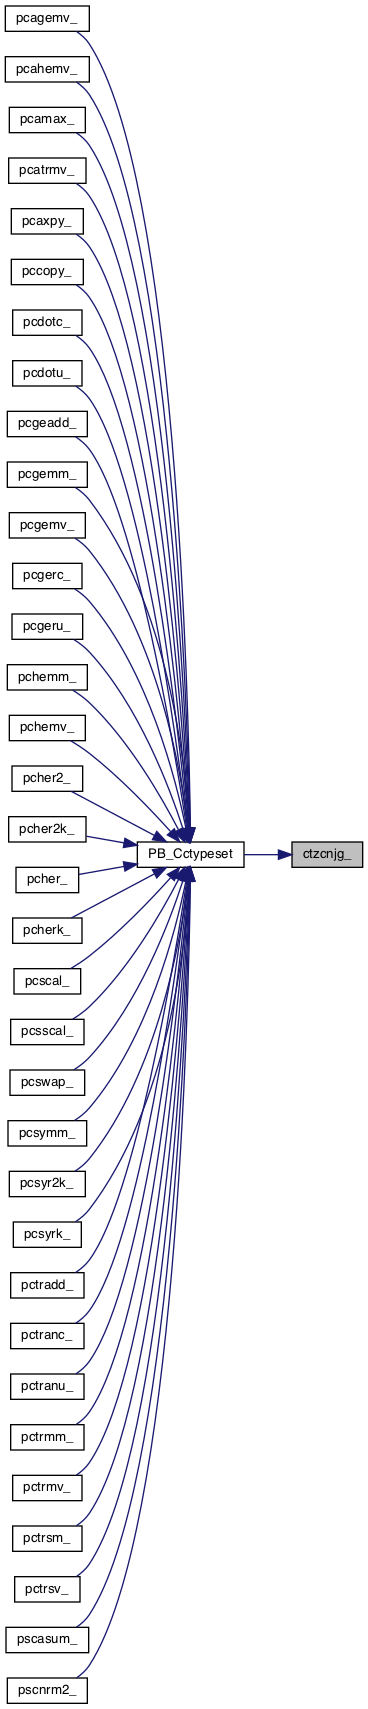 pcagemv_
pcahemv_
pcamax_
pcatrmv_
pcaxpy_
pccopy_
pcdotc_
pcdotu_
pcgeadd_
pcgemm_
pcgemv_
pcgerc_
pcgeru_
pchemm_
pchemv_
pcher2_
pcher2k_
PB_Cctypeset
ctzcnjg_
pcher_
pcherk_
pcscal_
pcsscal_
pcswap_
pcsymm_
pcsyr2k_
pcsyrk_
pctradd_
pctranc_
pctranu_
pctrmm_
pctrmv_
pctrsm_
pctrsv_
pscasum_
pscnrm2_